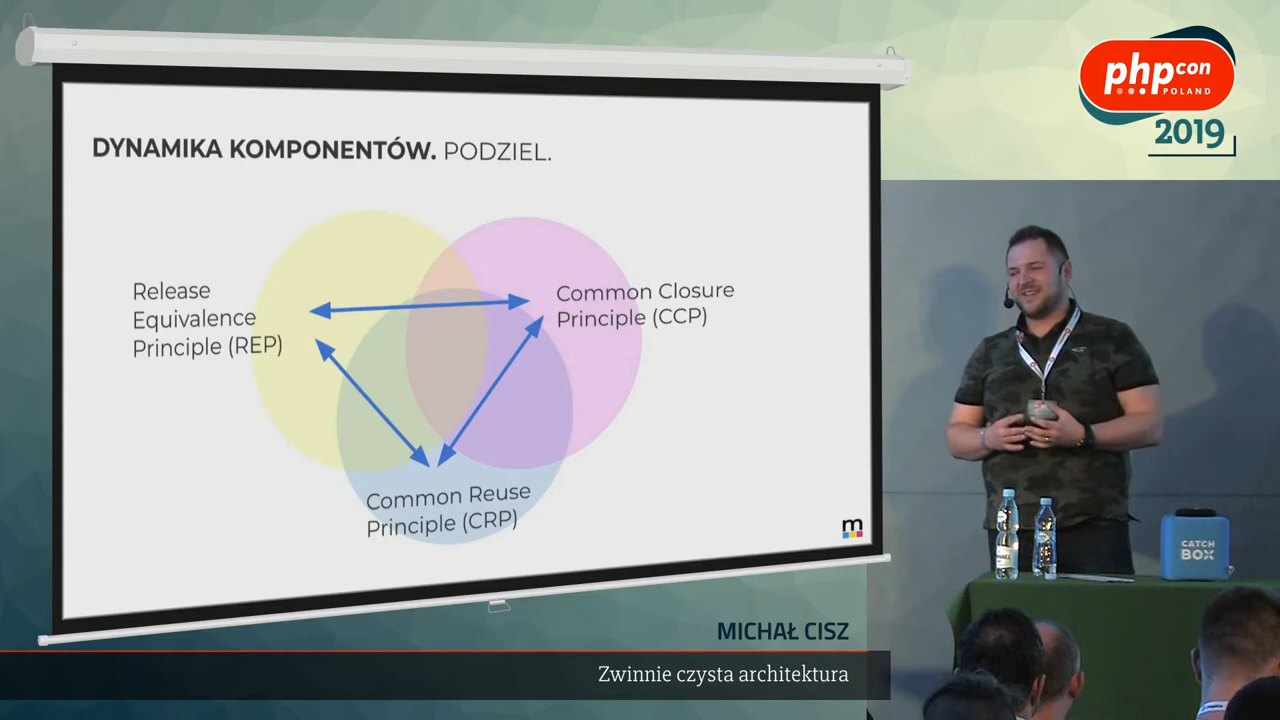 DYNAMIKA KOMPONENTÓW. PODZIEL.
Release
Equivalence
Principle (REP)
Common Closure
Principle (CCP)
Common Reuse
Principle (CRP)
m
php con
POLAND
2019
CATCH
BOX
MICHAŁ CISZ
Zwinnie czysta architektura